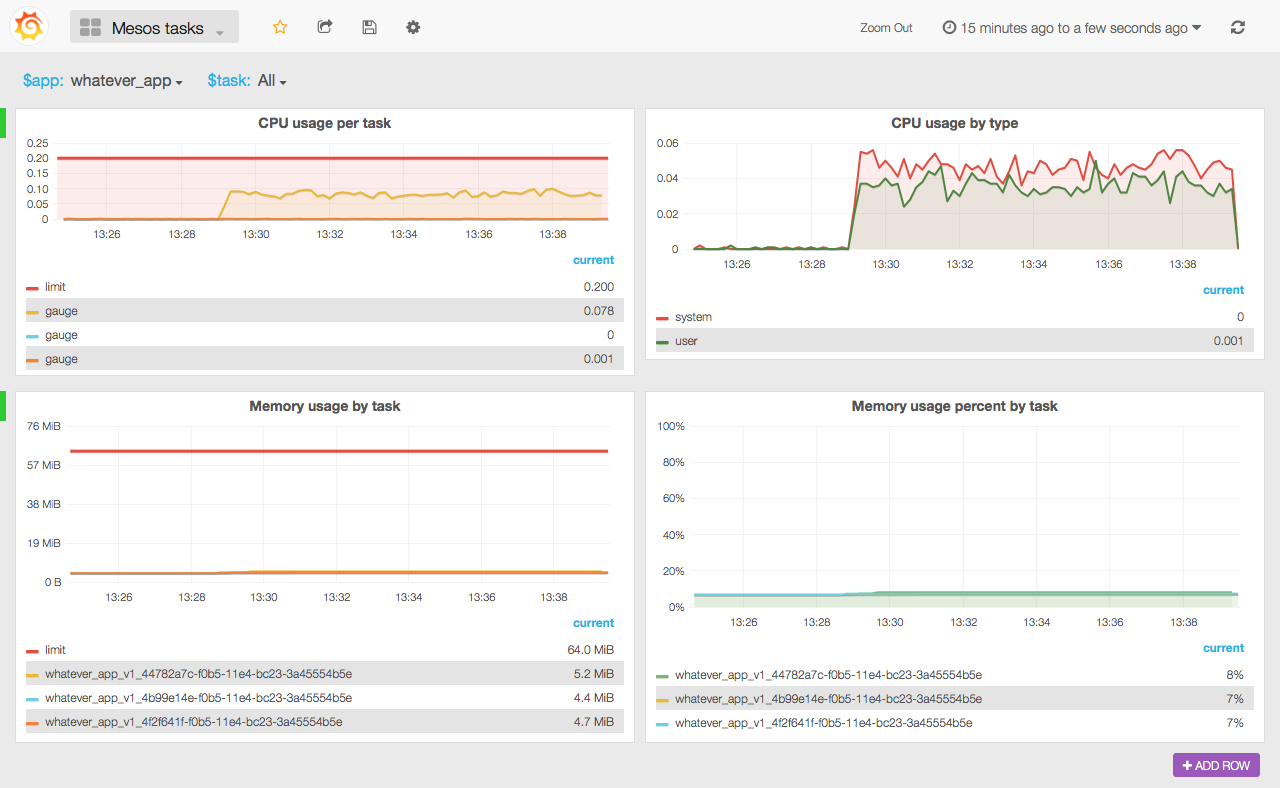 Mesos tasks
Zoom Out 15 minutes ago to a few seconds ago
$app: whatever_app $task: All
CPU usage per task
0.25
0.20
0.15
0.10
0.05
0
13:26 13:28 13:30 13:32 13:34 13:36 13:38
current
limit 0.200
gauge 0.078
gauge 0
gauge 0.001
CPU usage by type
0.06
0.04
0.02
0
13:26 13:28 13:30 13:32 13:34 13:36 13:38
current
system 0
user 0.001
Memory usage by task
76 MiB
57 MiB
38 MiB
19 MiB
0 B
13:26 13:28 13:30 13:32 13:34 13:36 13:38
current
limit 64.0 MiB
whatever_app_v1_44782a7c-f0b5-11e4-bc23-3a45554b5e 5.2 MiB
whatever_app_v1_4b99e14e-f0b5-11e4-bc23-3a45554b5e 4.4 MiB
whatever_app_v1_4f2f641f-f0b5-11e4-bc23-3a45554b5e 4.7 MiB
Memory usage percent by task
100%
80%
60%
40%
20%
0%
13:26 13:28 13:30 13:32 13:34 13:36 13:38
current
whatever_app_v1_44782a7c-f0b5-11e4-bc23-3a45554b5e 8%
whatever_app_v1_4b99e14e-f0b5-11e4-bc23-3a45554b5e 7%
whatever_app_v1_4f2f641f-f0b5-11e4-bc23-3a45554b5e 7%
+ ADD ROW